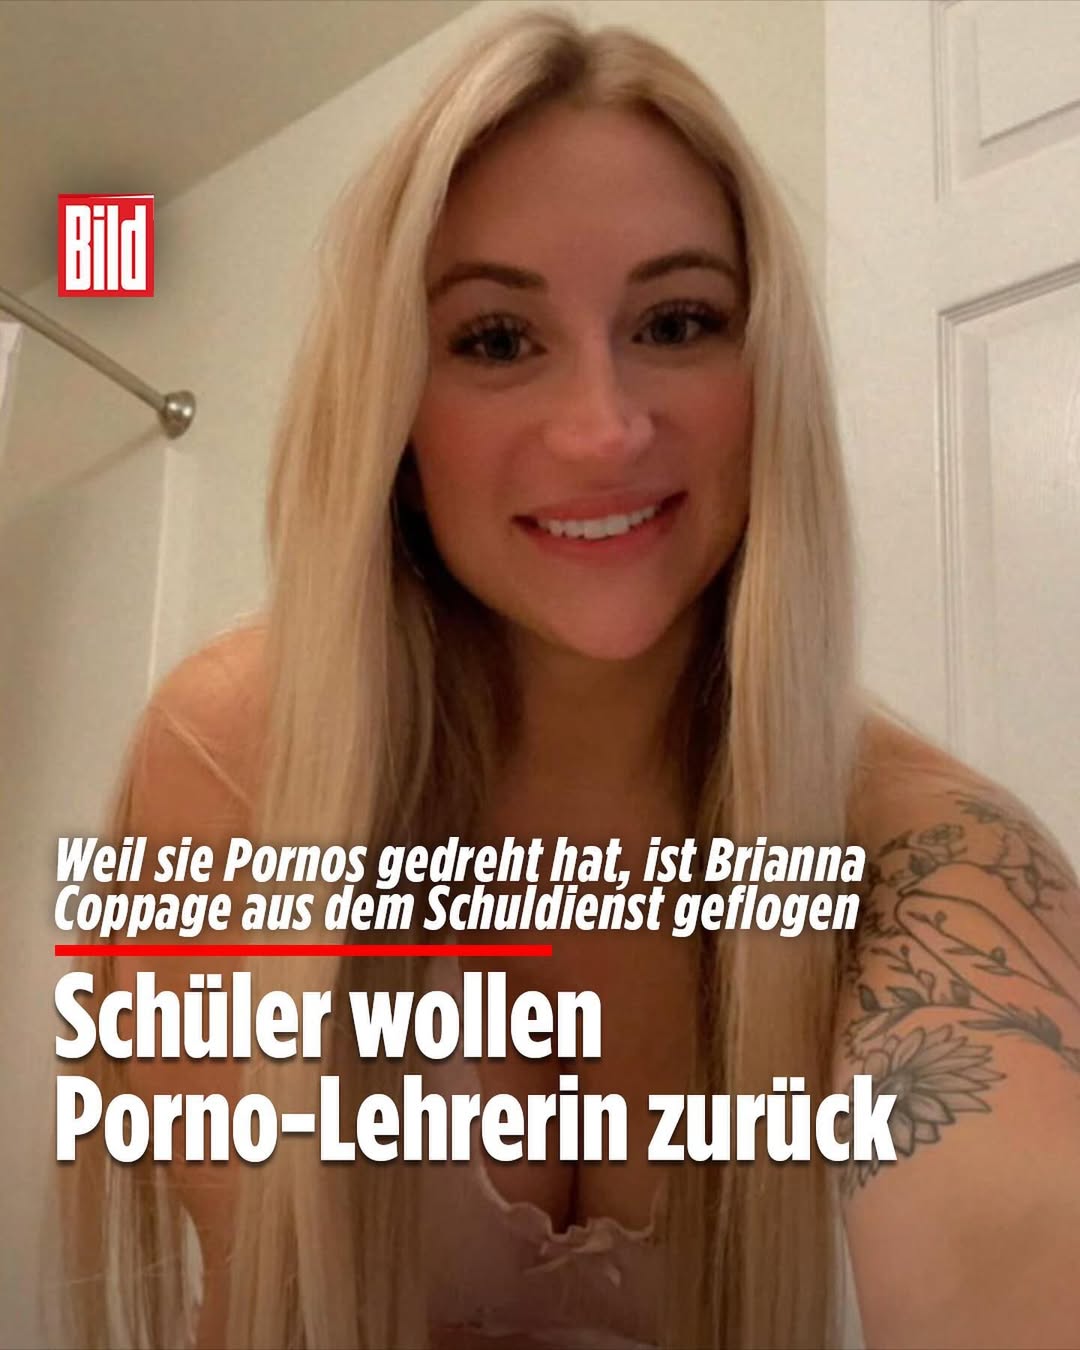 Bild
Weil sie Pornos gedreht hat, ist Brianna
Coppage aus dem Schuldienst geflogen
Schüler wollen
Porno-Lehrerin zurück